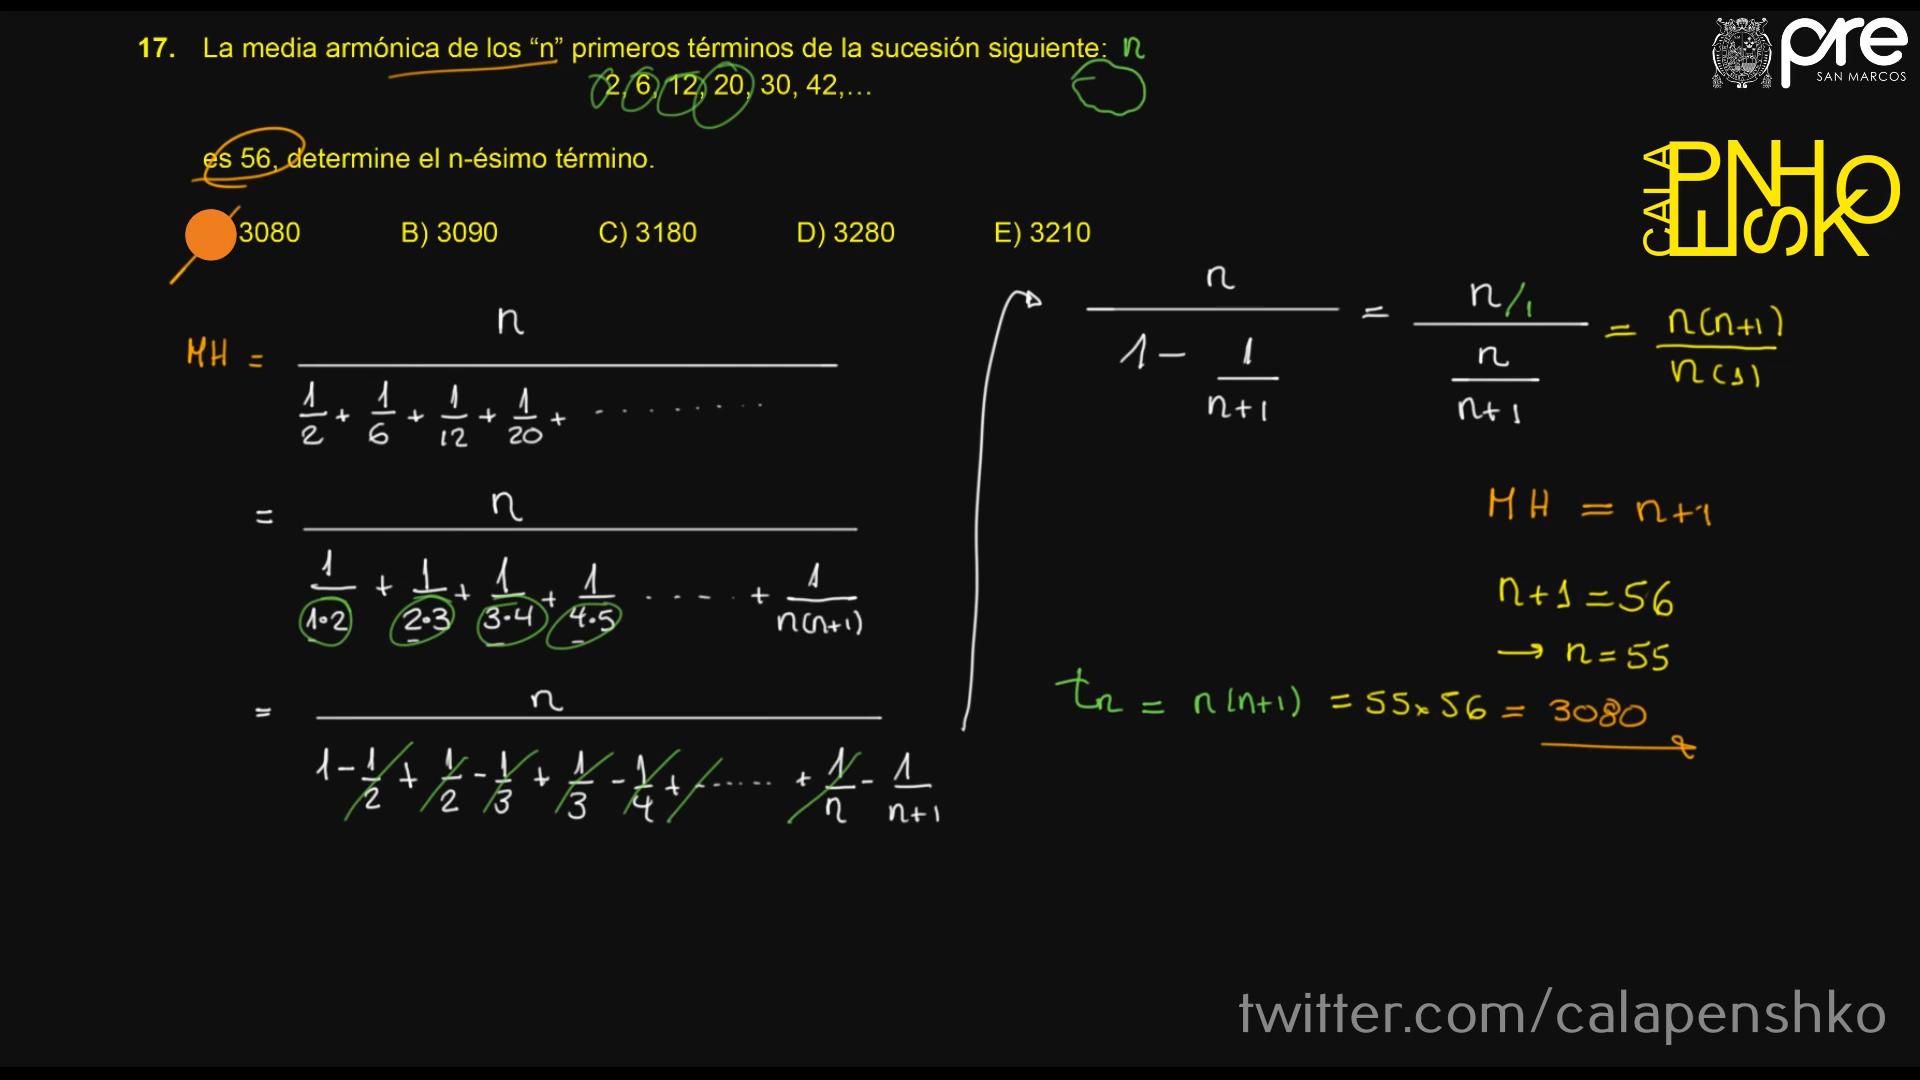 17. La media armónica de los “n” primeros términos de la sucesión siguiente: n
2, 6, 12, 20, 30, 42,…
es 56, determine el n-ésimo término.
3080 B) 3090 C) 3180 D) 3280 E) 3210
MH = n / (1/2 + 1/6 + 1/12 + 1/20 + ........)
= n / (1/1·2 + 1/2·3 + 1/3·4 + 1/4·5 ..... + 1/n(n+1))
= n / (1 - 1/2 + 1/2 - 1/3 + 1/3 - 1/4 + ...... + 1/n - 1/n+1)
n / (1 - 1/n+1) = n/1 / (n/n+1) = n(n+1) / n(1)
MH = n+1
n+1 = 56
→ n = 55
tn = n(n+1) = 55×56 = 3080
pre
SAN MARCOS
CALA
PENSHKO
twitter.com/calapenshko